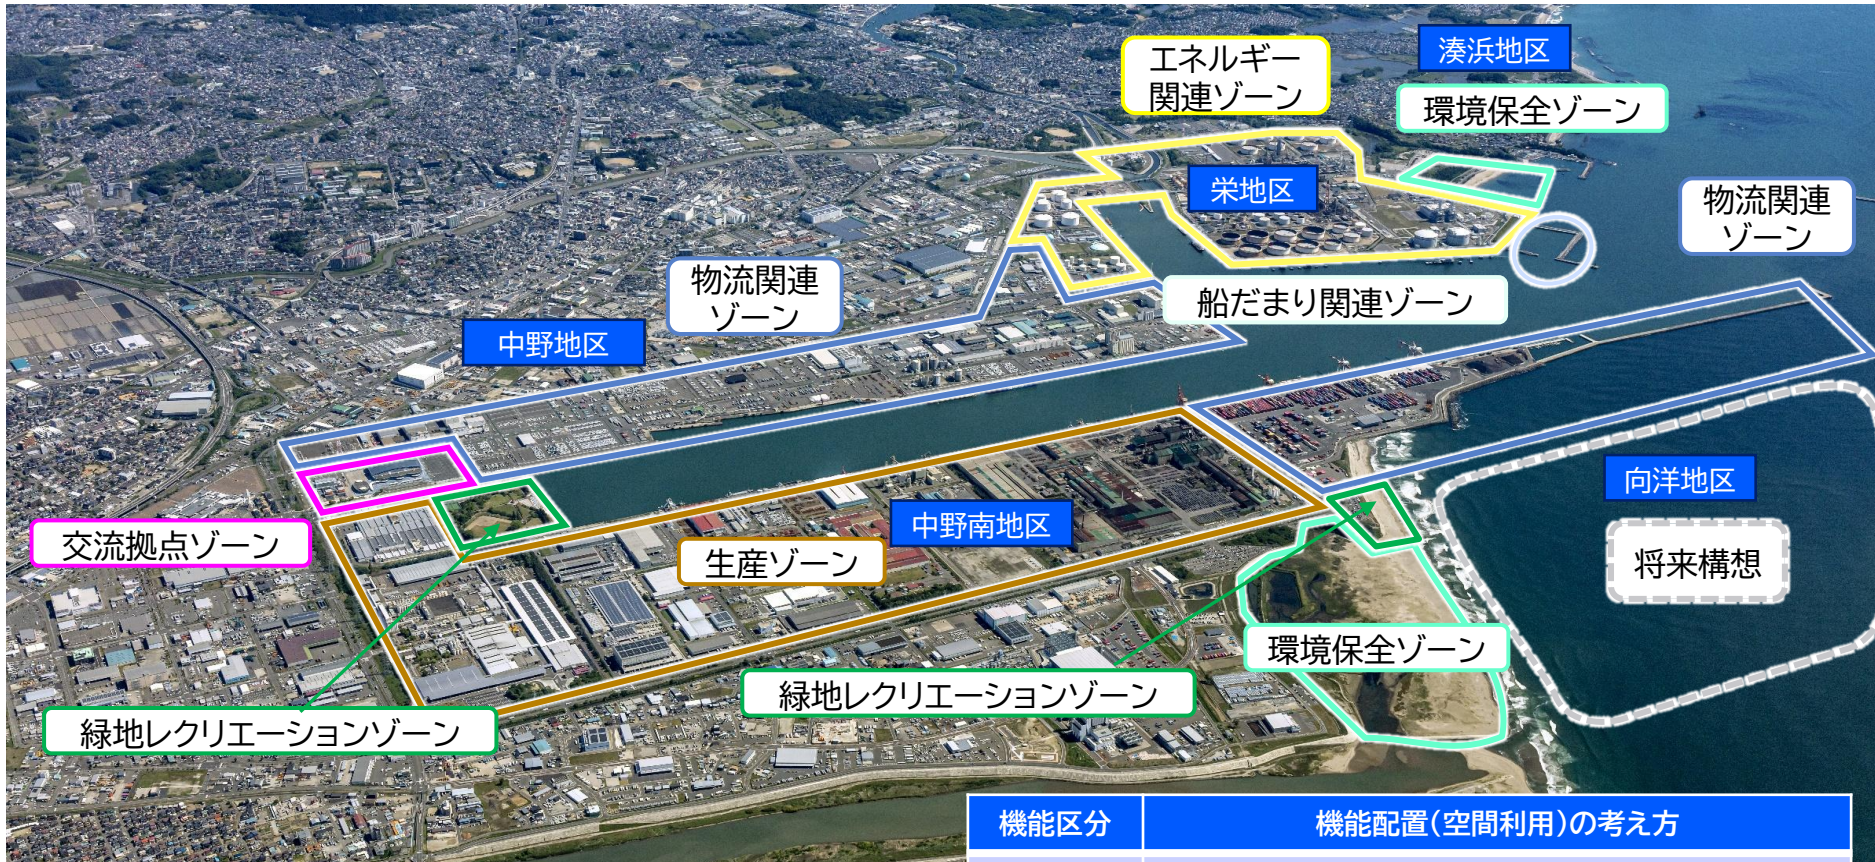 エネルギー
関連ゾーン
湊浜地区
環境保全ゾーン
栄地区
物流関連
ゾーン
物流関連
ゾーン
船だまり関連ゾーン
中野地区
向洋地区
将来構想
中野南地区
交流拠点ゾーン
生産ゾーン
環境保全ゾーン
緑地レクリエーションゾーン
緑地レクリエーションゾーン
機能区分 機能配置(空間利用)の考え方